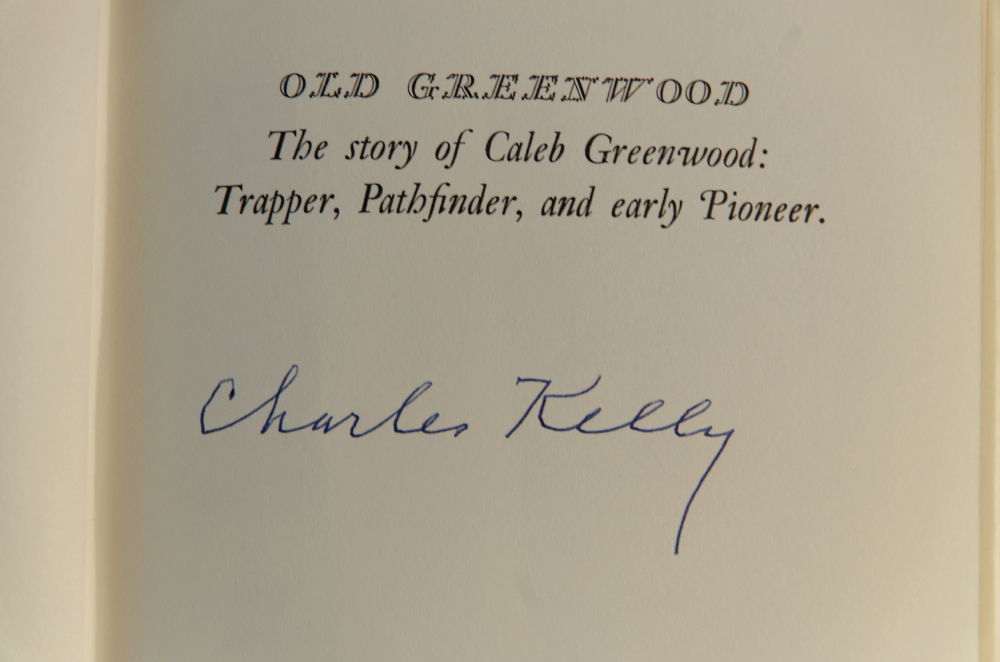 OLD GREENWOOD
The story of Caleb Greenwood:
Trapper, Pathfinder, and early Pioneer.
Charles Kelly